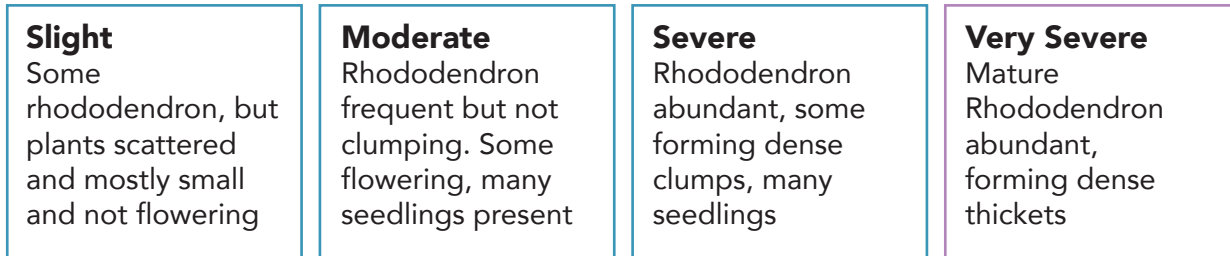 Slight
Some
rhododendron, but
plants scattered
and mostly small
and not flowering
Moderate
Rhododendron
frequent but not
clumping. Some
flowering, many
seedlings present
Severe
Rhododendron
abundant, some
forming dense
clumps, many
seedlings
Very Severe
Mature
Rhododendron
abundant,
forming dense
thickets